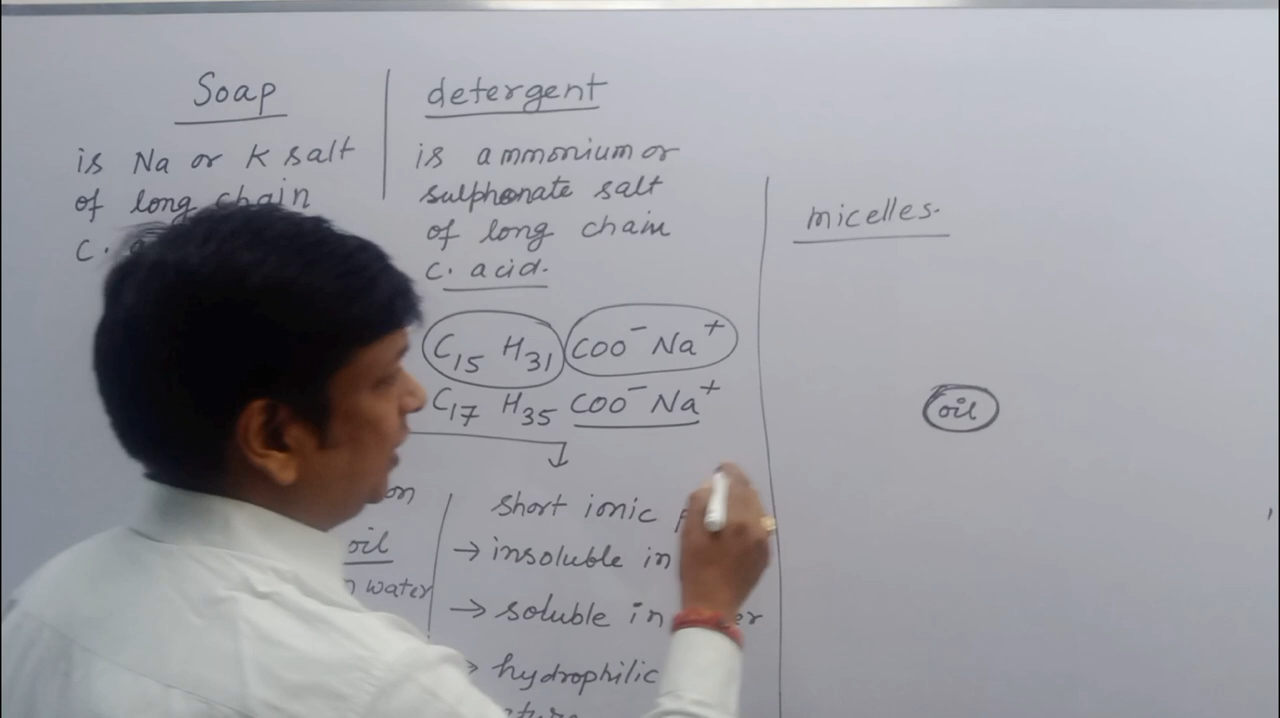 Soap
is Na or K salt
of long chain
c.
detergent
is ammonium or
sulphonate salt
of long chain
c. acid.
C15 H31 COO⁻ Na⁺
C17 H35 COO⁻ Na⁺
on
oil
water
short ionic
→ insoluble in
→ soluble in
hydrophilic
micelles.
oil